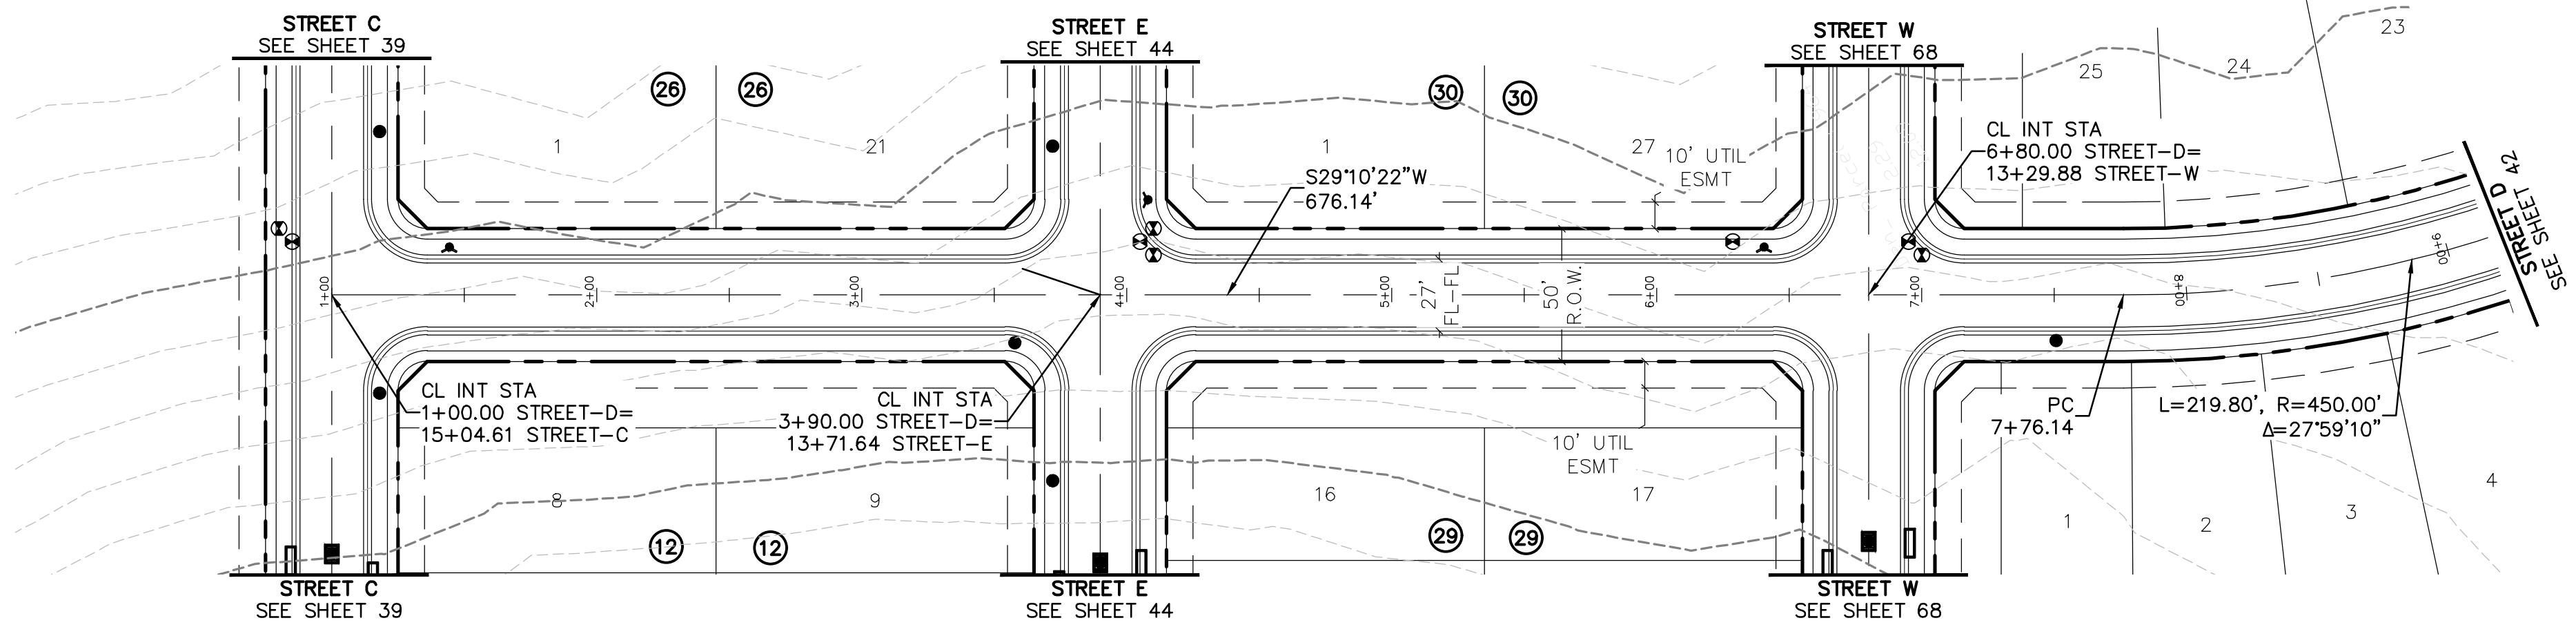 STREET C
SEE SHEET 39
STREET E
SEE SHEET 44
STREET W
SEE SHEET 68
23
24
25
26
26
30
30
1
21
1
27
10' UTIL
ESMT
CL INT STA
6+80.00 STREET-D=
13+29.88 STREET-W
S29°10'22"W
676.14'
STREET D
SEE SHEET 42
1+00
2+00
3+00
4+00
5+00
27'
FL-FL
50'
R.O.W.
6+00
7+00
8+00
9+00
CL INT STA
1+00.00 STREET-D=
15+04.61 STREET-C
CL INT STA
3+90.00 STREET-D=
13+71.64 STREET-E
PC
7+76.14
L=219.80', R=450.00'
Δ=27°59'10"
10' UTIL
ESMT
8
9
16
17
1
2
3
4
12
12
29
29
STREET C
SEE SHEET 39
STREET E
SEE SHEET 44
STREET W
SEE SHEET 68